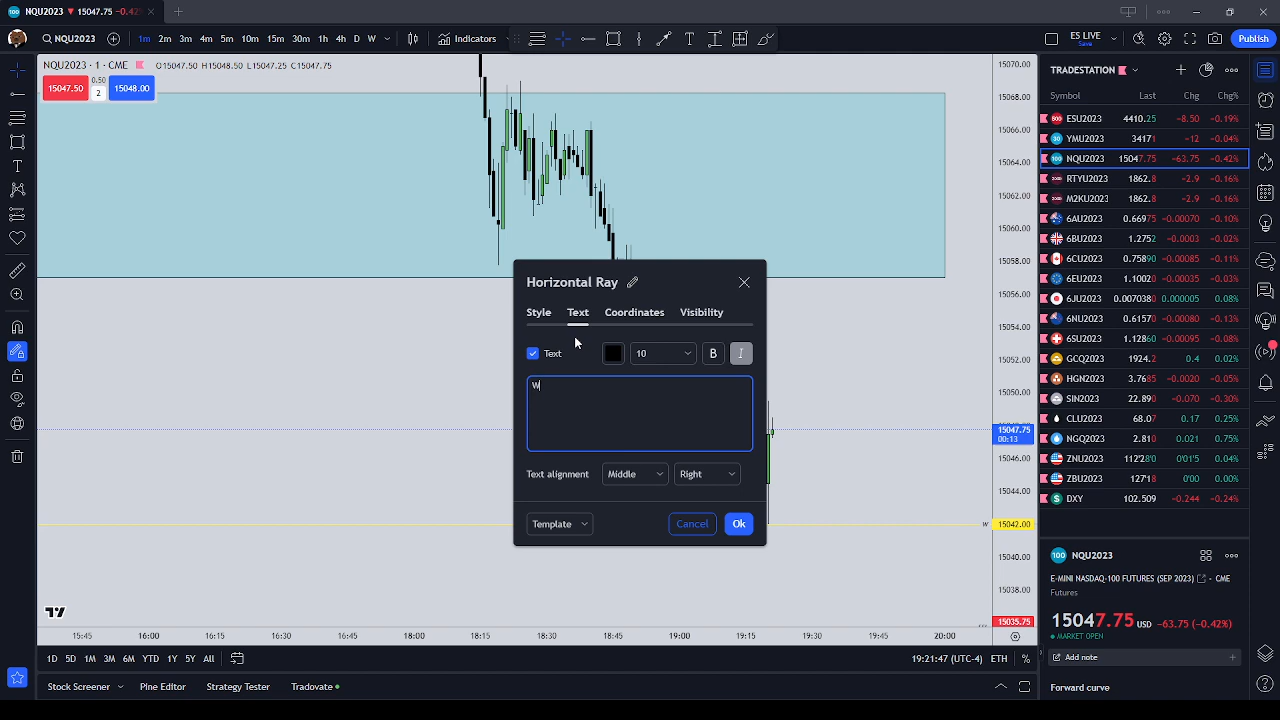 NQU2023 ▼ 15047.75 -0.42
NQU2023 1m 2m 3m 4m 5m 10m 15m 30m 1h 4h D W Indicators ES LIVE Save Publish
NQU2023 · 1 · CME O15047.50 H15048.50 L15047.25 C15047.75
15047.50 0.50 2 15048.00
15070.00
15068.00
15066.00
15064.00
15062.00
15060.00
15058.00
15056.00
15054.00
15052.00
15050.00
15047.75
00:13
15046.00
15044.00
W 15042.00
15040.00
15038.00
15035.75
Horizontal Ray
Style Text Coordinates Visibility
Text 10 B I
W
Text alignment Middle Right
Template Cancel Ok
15:45 16:00 16:15 16:30 16:45 18:00 18:15 18:30 18:45 19:00 19:15 19:30 19:45 20:00
1D 5D 1M 3M 6M YTD 1Y 5Y All 19:21:47 (UTC-4) ETH %
Stock Screener Pine Editor Strategy Tester Tradovate
TRADESTATION
Symbol Last Chg Chg%
ESU2023 4410.25 −8.50 −0.19%
YMU2023 34171 −12 −0.04%
NQU2023 15047.75 −63.75 −0.42%
RTYU2023 1862.8 −2.9 −0.16%
M2KU2023 1862.8 −2.9 −0.16%
6AU2023 0.66975 −0.00070 −0.10%
6BU2023 1.2752 −0.0003 −0.02%
6CU2023 0.75890 −0.00085 −0.11%
6EU2023 1.10020 −0.00035 −0.03%
6JU2023 0.0070380 0.000005 0.08%
6NU2023 0.61570 −0.00080 −0.13%
6SU2023 1.12860 −0.00095 −0.08%
GCQ2023 1924.2 0.4 0.02%
HGN2023 3.7685 −0.0020 −0.05%
SIN2023 22.890 −0.070 −0.30%
CLU2023 68.07 0.17 0.25%
NGQ2023 2.810 0.021 0.75%
ZNU2023 112'28'0 0'01'5 0.04%
ZBU2023 127'18 0'00 0.00%
DXY 102.509 −0.244 −0.24%
NQU2023
E-MINI NASDAQ-100 FUTURES (SEP 2023) · CME
Futures
15047.75 USD −63.75 (−0.42%)
MARKET OPEN
Add note
Forward curve